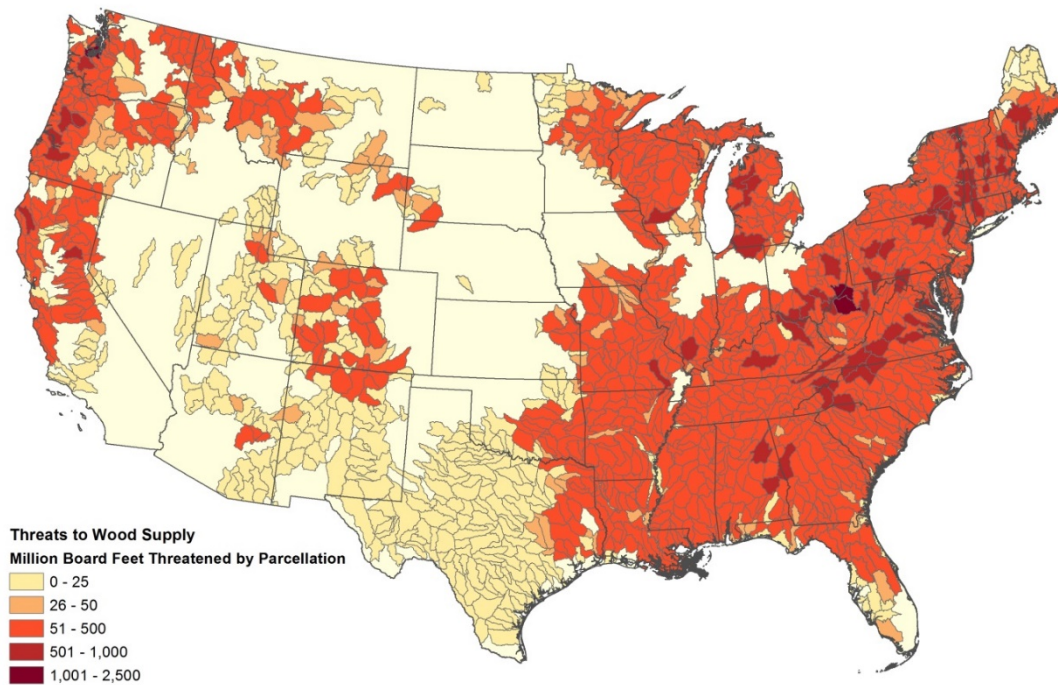 Threats to Wood Supply
Million Board Feet Threatened by Parcellation
0 - 25
26 - 50
51 - 500
501 - 1,000
1,001 - 2,500